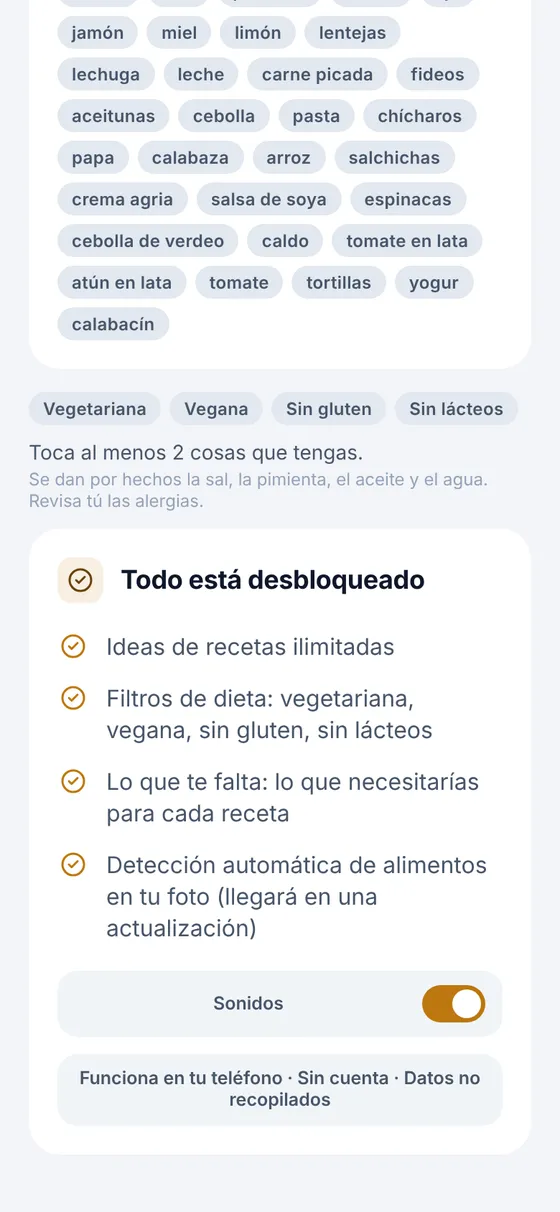 jamón miel limón lentejas
lechuga leche carne picada fideos
aceitunas cebolla pasta chícharos
papa calabaza arroz salchichas
crema agria salsa de soya espinacas
cebolla de verdeo caldo tomate en lata
atún en lata tomate tortillas yogur
calabacín
Vegetariana Vegana Sin gluten Sin lácteos
Toca al menos 2 cosas que tengas.
Se dan por hechos la sal, la pimienta, el aceite y el agua.
Revisa tú las alergias.
Todo está desbloqueado
Ideas de recetas ilimitadas
Filtros de dieta: vegetariana,
vegana, sin gluten, sin lácteos
Lo que te falta: lo que necesitarías
para cada receta
Detección automática de alimentos
en tu foto (llegará en una
actualización)
Sonidos
Funciona en tu teléfono · Sin cuenta · Datos no
recopilados